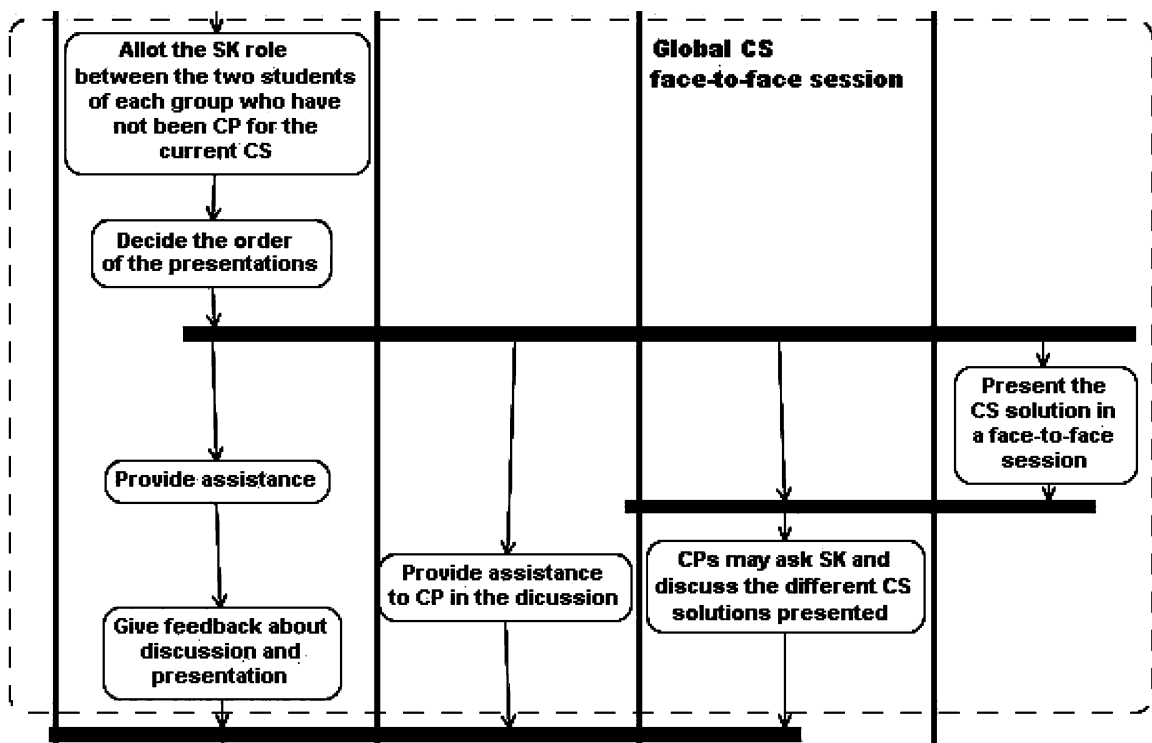 Allot the SK role
between the two students
of each group who have
not been CP for the
current CS
Global CS
face-to-face session
Decide the order
of the presentations
Present the
CS solution in
a face-to-face
session
Provide assistance
Provide assistance
to CP in the dicussion
CPs may ask SK and
discuss the different CS
solutions presented
Give feedback about
discussion and
presentation